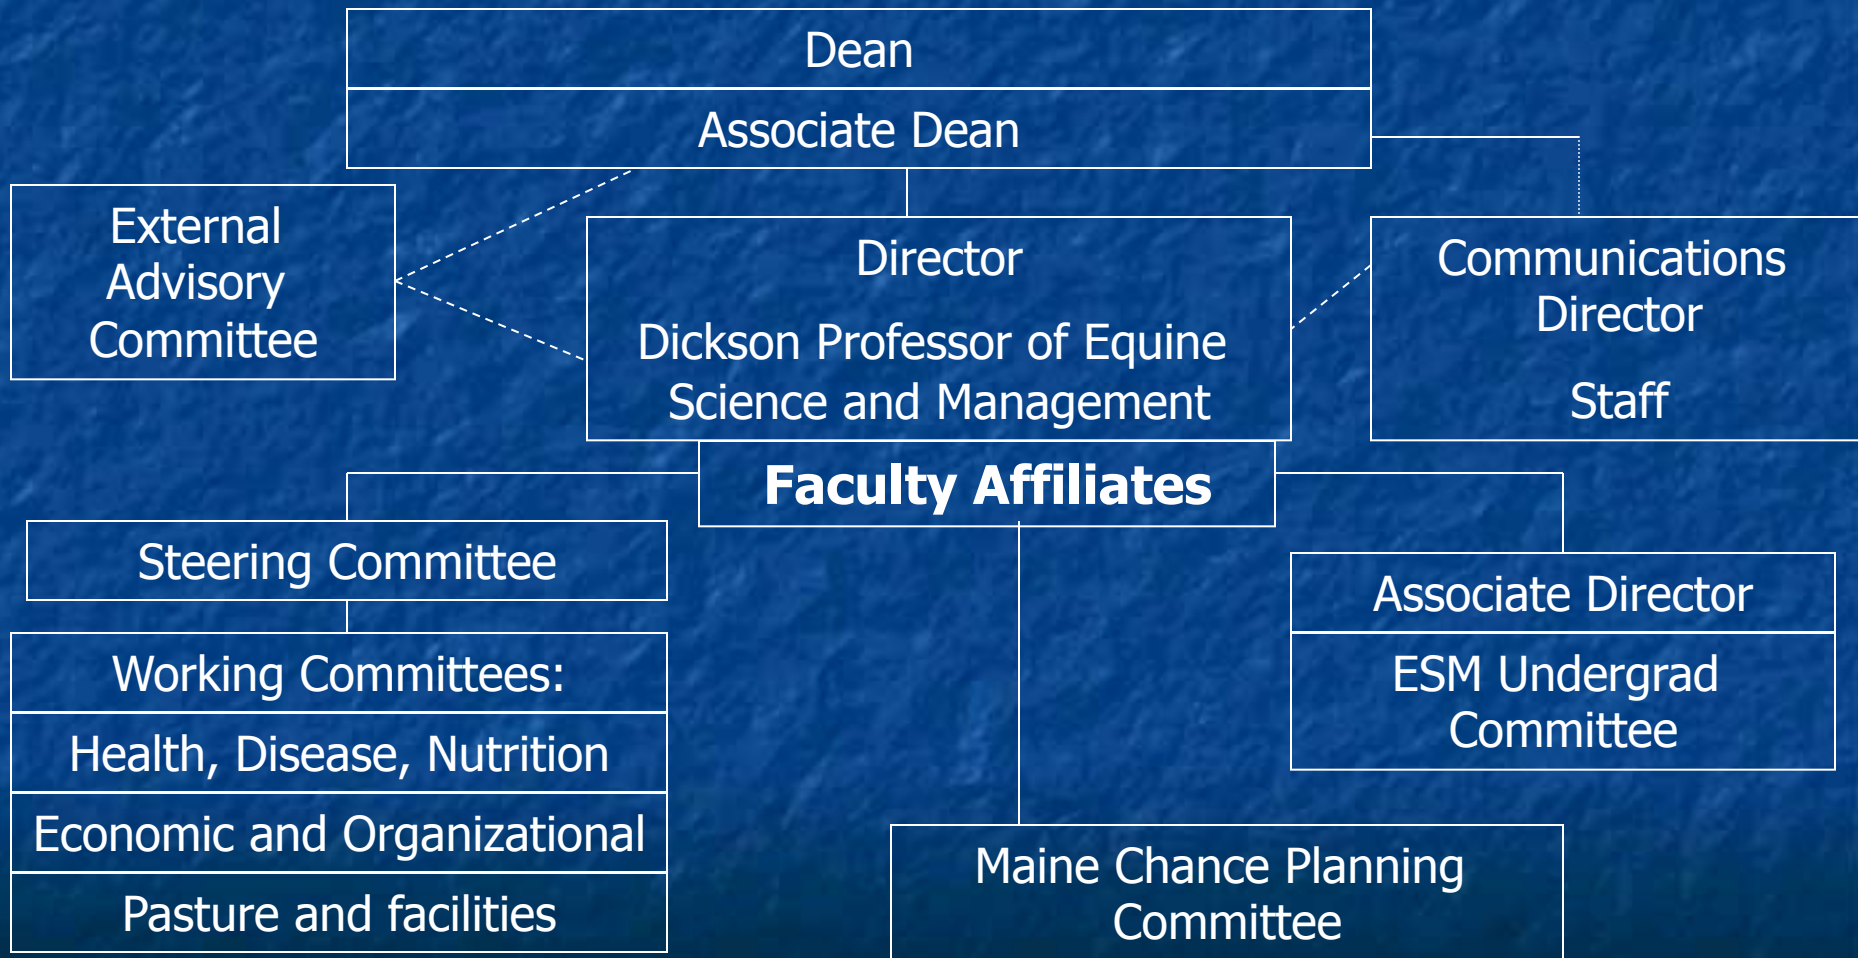 Dean
Associate Dean
External
Advisory
Committee
Director
Dickson Professor of Equine
Science and Management
Communications
Director
Staff
Faculty Affiliates
Steering Committee
Working Committees:
Health, Disease, Nutrition
Economic and Organizational
Pasture and facilities
Associate Director
ESM Undergrad
Committee
Maine Chance Planning
Committee